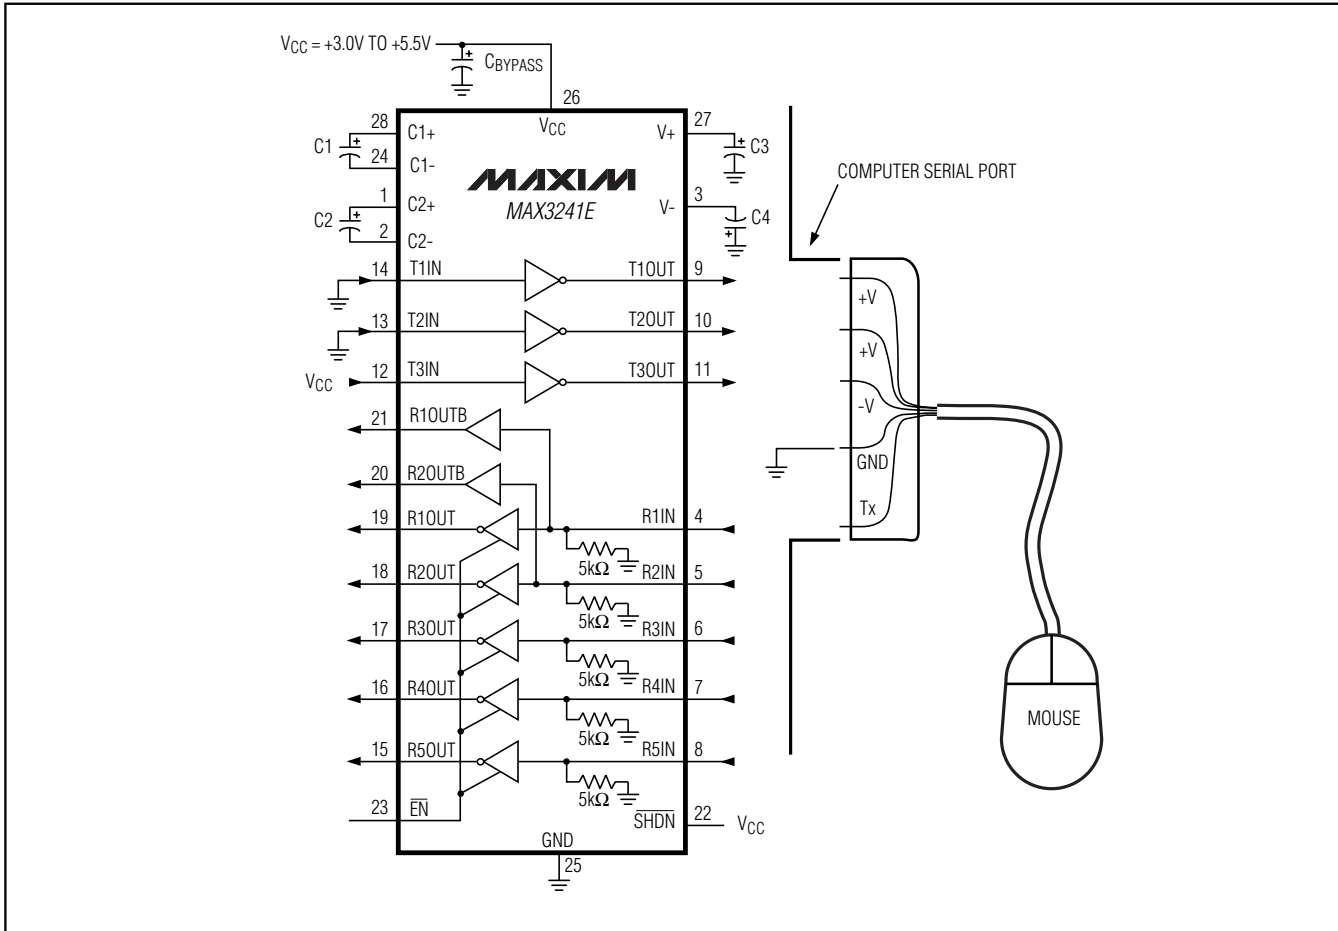 VCC = +3.0V TO +5.5V
CBYPASS
26
VCC
28 C1+
C1
24 C1-
1 C2+
C2
2 C2-
V+ 27
C3
V- 3
C4
MAXIM
MAX3241E
14 T1IN T1OUT 9
13 T2IN T2OUT 10
VCC 12 T3IN T3OUT 11
21 R1OUTB
20 R2OUTB
19 R1OUT R1IN 4
5kΩ
18 R2OUT R2IN 5
5kΩ
17 R3OUT R3IN 6
5kΩ
16 R4OUT R4IN 7
5kΩ
15 R5OUT R5IN 8
5kΩ
23 EN
SHDN 22 VCC
GND
25
COMPUTER SERIAL PORT
+V
+V
-V
GND
Tx
MOUSE